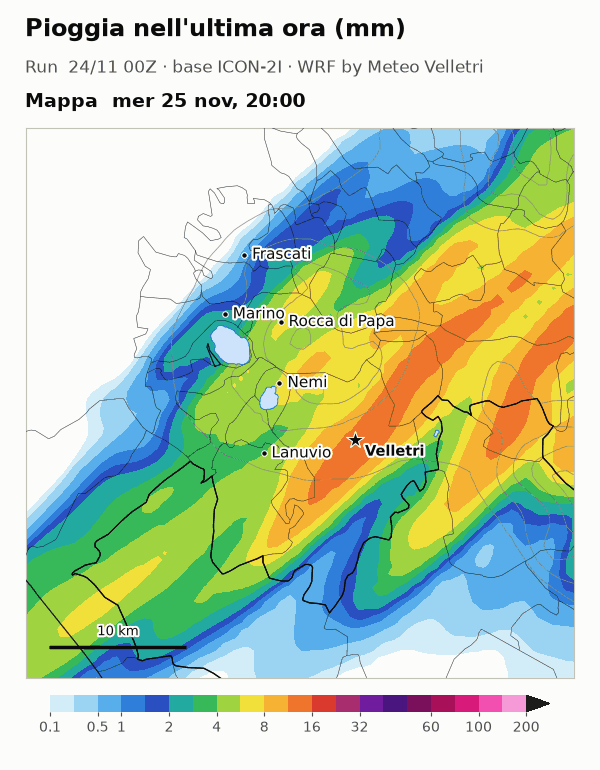 Pioggia nell'ultima ora (mm)
Run  24/11 00Z · base ICON-2I · WRF by Meteo Velletri
Mappa  mer 25 nov, 20:00
Frascati
Marino
Rocca di Papa
Nemi
Velletri
Lanuvio
10 km
0.1 0.5 1 2 4 8 16 32 60 100 200